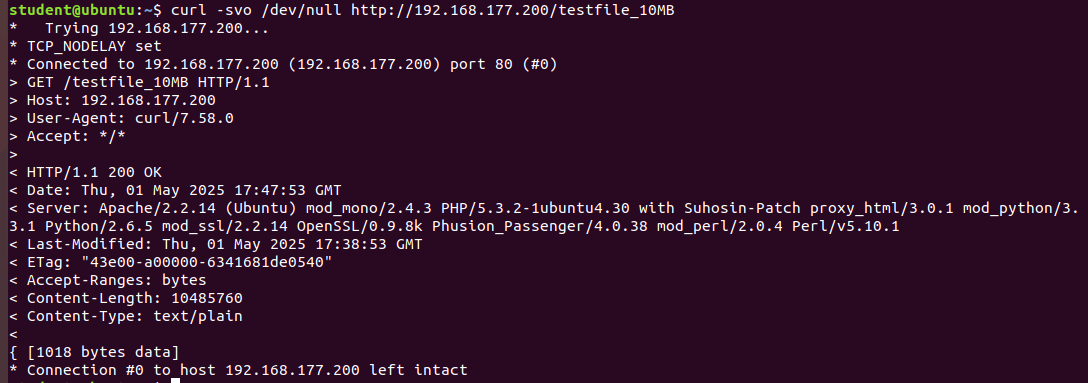 student@ubuntu:~$ curl -svo /dev/null http://192.168.177.200/testfile_10MB
*   Trying 192.168.177.200...
* TCP_NODELAY set
* Connected to 192.168.177.200 (192.168.177.200) port 80 (#0)
> GET /testfile_10MB HTTP/1.1
> Host: 192.168.177.200
> User-Agent: curl/7.58.0
> Accept: */*
>
< HTTP/1.1 200 OK
< Date: Thu, 01 May 2025 17:47:53 GMT
< Server: Apache/2.2.14 (Ubuntu) mod_mono/2.4.3 PHP/5.3.2-1ubuntu4.30 with Suhosin-Patch proxy_html/3.0.1 mod_python/3.
3.1 Python/2.6.5 mod_ssl/2.2.14 OpenSSL/0.9.8k Phusion_Passenger/4.0.38 mod_perl/2.0.4 Perl/v5.10.1
< Last-Modified: Thu, 01 May 2025 17:38:53 GMT
< ETag: "43e00-a00000-6341681de0540"
< Accept-Ranges: bytes
< Content-Length: 10485760
< Content-Type: text/plain
<
{ [1018 bytes data]
* Connection #0 to host 192.168.177.200 left intact